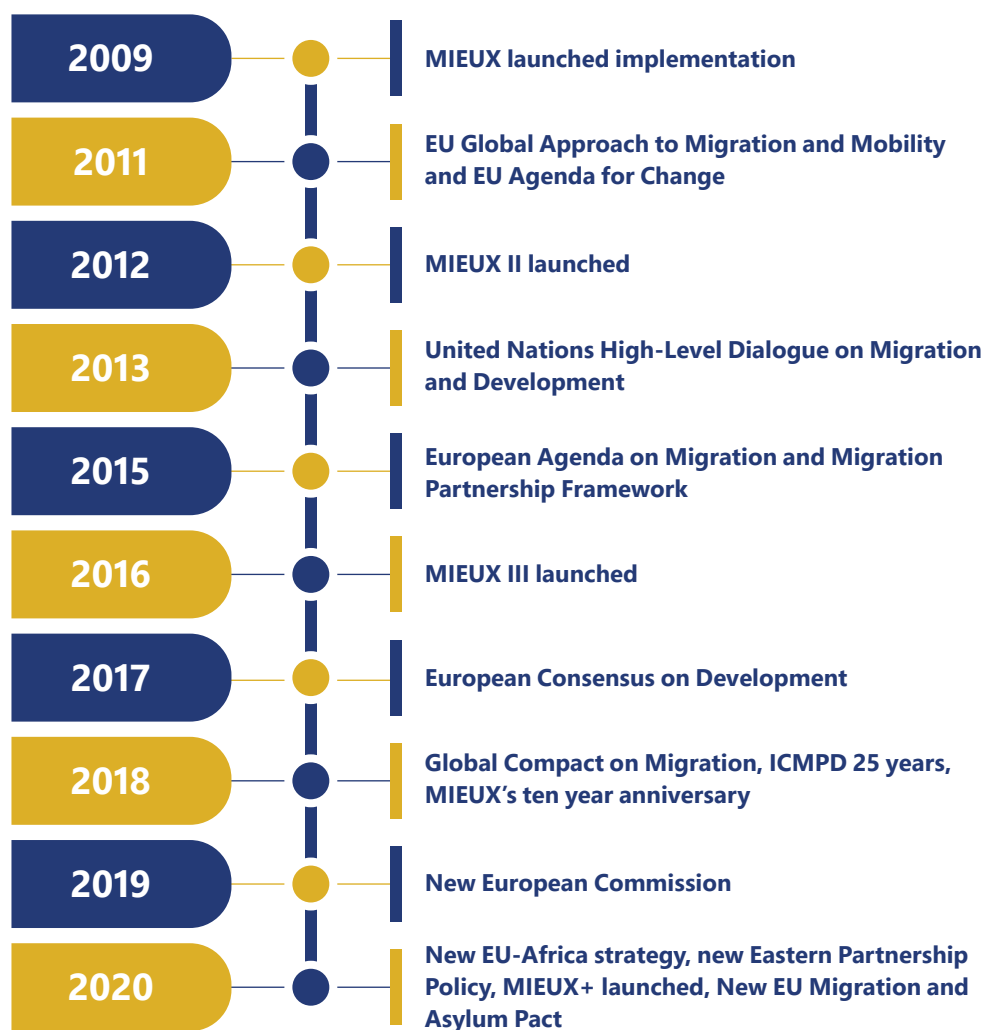 2009
MIEUX launched implementation
2011
EU Global Approach to Migration and Mobility
and EU Agenda for Change
2012
MIEUX II launched
2013
United Nations High-Level Dialogue on Migration
and Development
2015
European Agenda on Migration and Migration
Partnership Framework
2016
MIEUX III launched
2017
European Consensus on Development
2018
Global Compact on Migration, ICMPD 25 years,
MIEUX’s ten year anniversary
2019
New European Commission
2020
New EU-Africa strategy, new Eastern Partnership
Policy, MIEUX+ launched, New EU Migration and
Asylum Pact